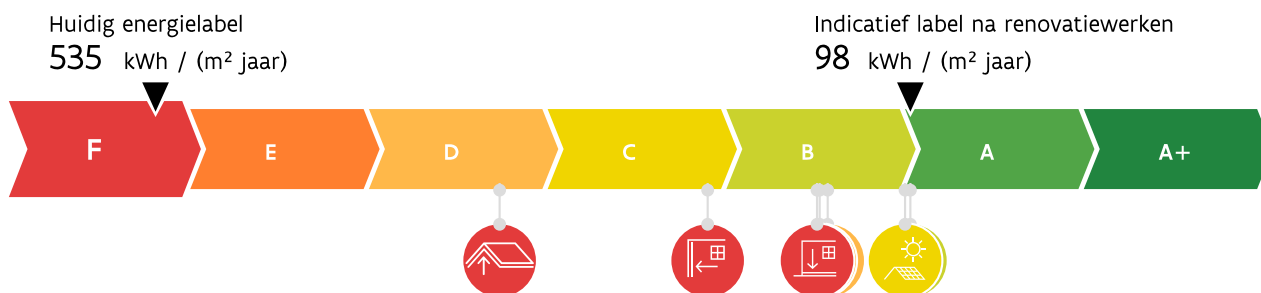 Huidig energielabel
535 kWh / (m² jaar)
Indicatief label na renovatiewerken
98 kWh / (m² jaar)
F E D C B A A+